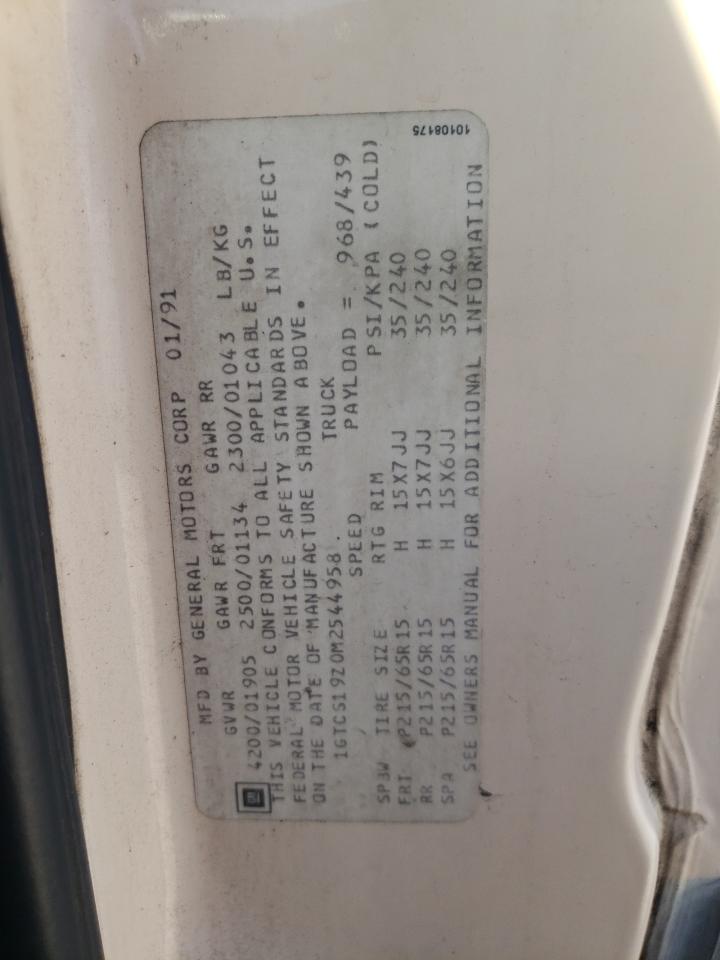 MFD BY GENERAL MOTORS CORP 01/91
GVWR GAWR FRT GAWR RR
4200/01905 2500/01134 2300/01043 LB/KG
THIS VEHICLE CONFORMS TO ALL APPLICABLE U.S.
FEDERAL MOTOR VEHICLE SAFETY STANDARDS IN EFFECT
ON THE DATE OF MANUFACTURE SHOWN ABOVE.
1GTCS19Z0M2544958 TRUCK
SPEED PAYLOAD = 968/439
SP3W TIRE SIZE RTG RIM PSI/KPA (COLD)
FRT P215/65R15 H 15X7JJ 35/240
RR P215/65R15 H 15X7JJ 35/240
SPA P215/65R15 H 15X6JJ 35/240
SEE OWNERS MANUAL FOR ADDITIONAL INFORMATION
10108175
GM